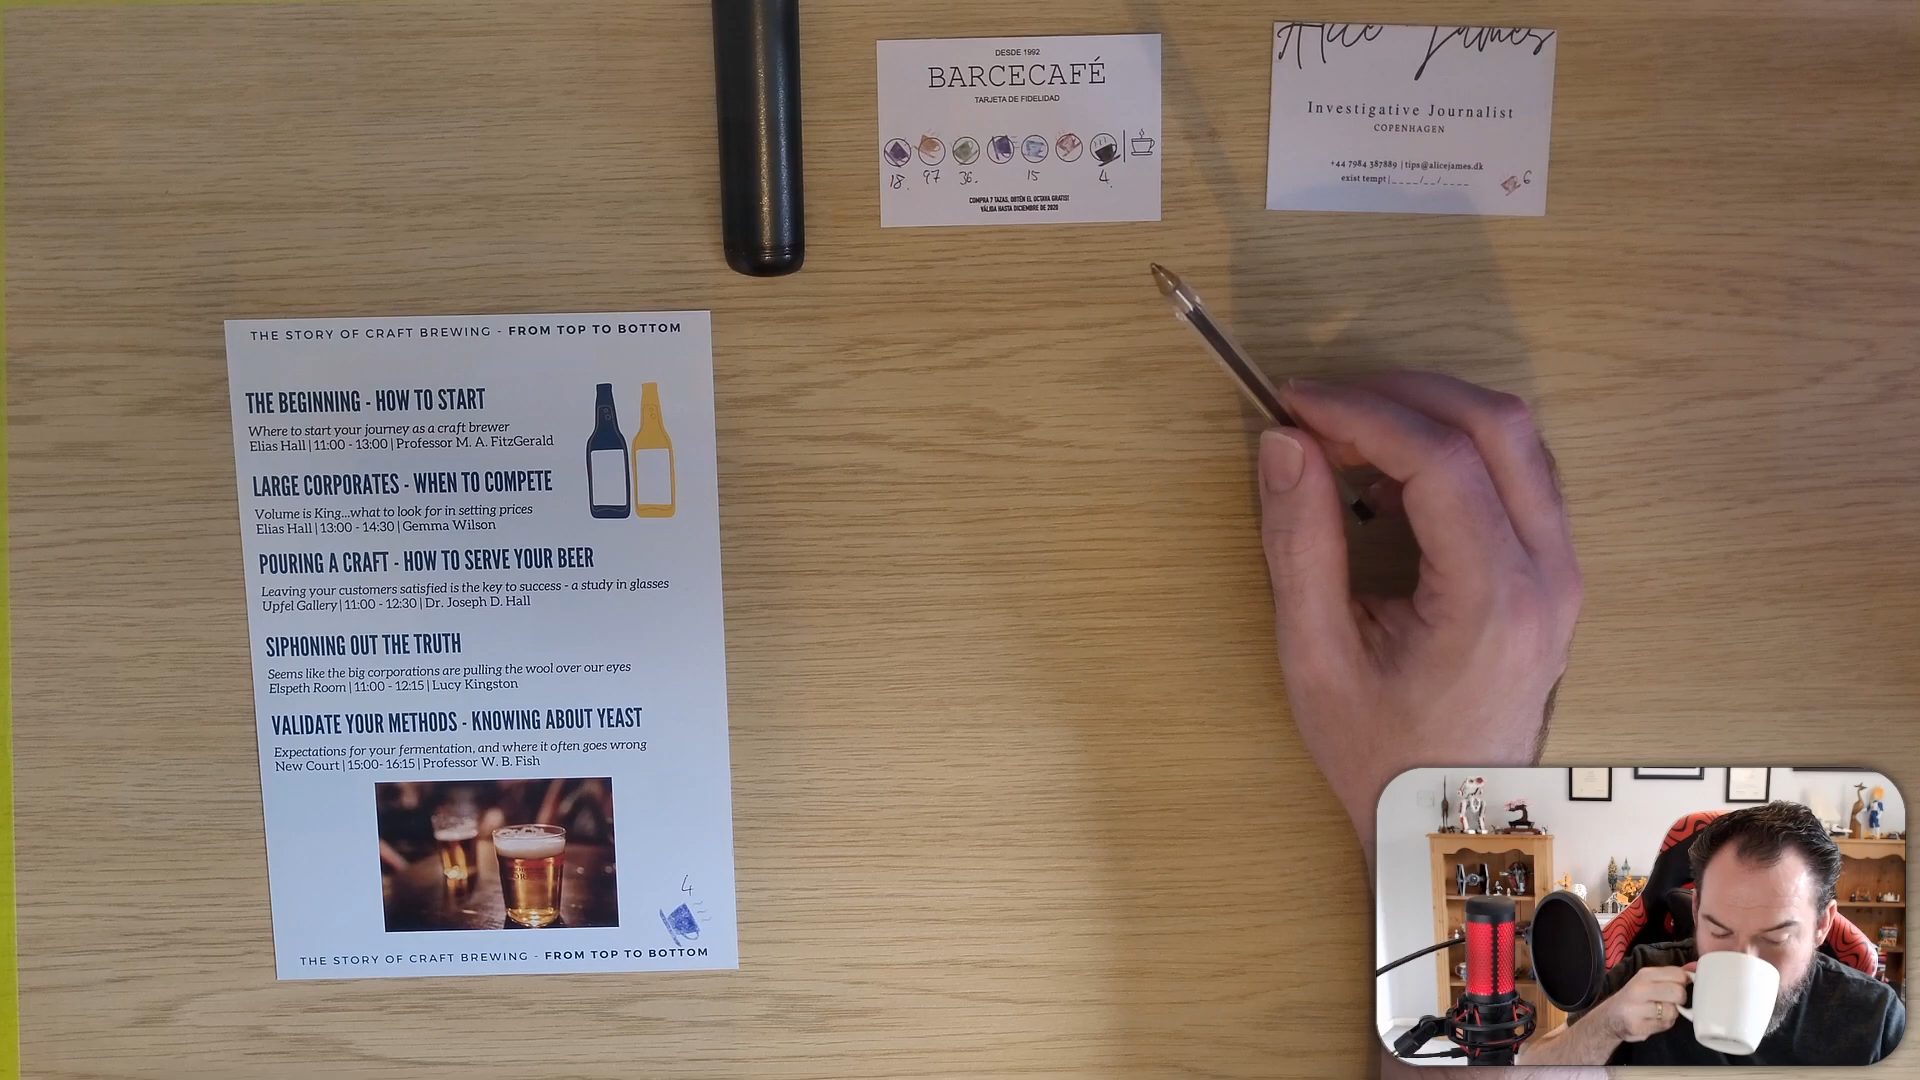 DESDE 1992
BARCECAFÉ
TARJETA DE FIDELIDAD
18. 97 36. 15 4.
COMPRA 7 TAZAS, OBTÉN EL OCTAVA GRATIS!
VÁLIDA HASTA DICIEMBRE DE 2020
Alice James
Investigative Journalist
COPENHAGEN
+44 7984 387889 | tips@alicejames.dk
exist tempt | _ _ _ _ / _ _ / _ _ _ _
6
THE STORY OF CRAFT BREWING - FROM TOP TO BOTTOM
THE BEGINNING - HOW TO START
Where to start your journey as a craft brewer
Elias Hall | 11:00 - 13:00 | Professor M. A. FitzGerald
LARGE CORPORATES - WHEN TO COMPETE
Volume is King...what to look for in setting prices
Elias Hall | 13:00 - 14:30 | Gemma Wilson
POURING A CRAFT - HOW TO SERVE YOUR BEER
Leaving your customers satisfied is the key to success - a study in glasses
Upfel Gallery | 11:00 - 12:30 | Dr. Joseph D. Hall
SIPHONING OUT THE TRUTH
Seems like the big corporations are pulling the wool over our eyes
Elspeth Room | 11:00 - 12:15 | Lucy Kingston
VALIDATE YOUR METHODS - KNOWING ABOUT YEAST
Expectations for your fermentation, and where it often goes wrong
New Court | 15:00- 16:15 | Professor W. B. Fish
4
THE STORY OF CRAFT BREWING - FROM TOP TO BOTTOM